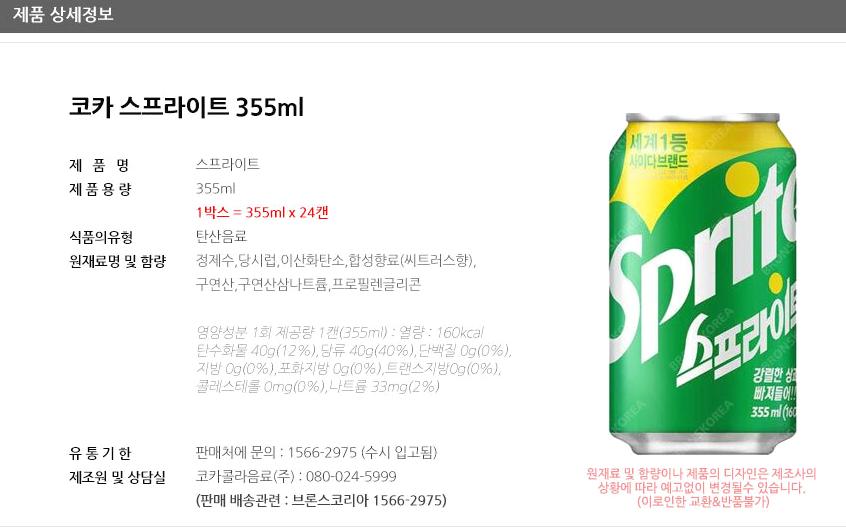 제품 상세정보
코카 스프라이트 355ml
제 품 명 스프라이트
제 품 용 량 355ml
1박스 = 355ml x 24캔
식품의유형 탄산음료
원재료명 및 함량 정제수,당시럽,이산화탄소,합성향료(씨트러스향),
구연산,구연산삼나트륨,프로필렌글리콘
영양성분 1회 제공량 1캔(355ml) : 열량 : 160kcal
탄수화물 40g(12%),당류 40g(40%),단백질 0g(0%),
지방 0g(0%),포화지방 0g(0%),트랜스지방0g(0%),
콜레스테롤 0mg(0%),나트륨 33mg(2%)
유 통 기 한 판매처에 문의 : 1566-2975 (수시 입고됨)
제조원 및 상담실 코카콜라음료(주) : 080-024-5999
(판매 배송관련 : 브론스코리아 1566-2975)
세계1등
사이다브랜드
Sprite
스프라이트
강렬한 상쾌
빠져들어!!
355 ml (160
원재료 및 함량이나 제품의 디자인은 제조사의
상황에 따라 예고없이 변경될수 있습니다.
(이로인한 교환&반품불가)